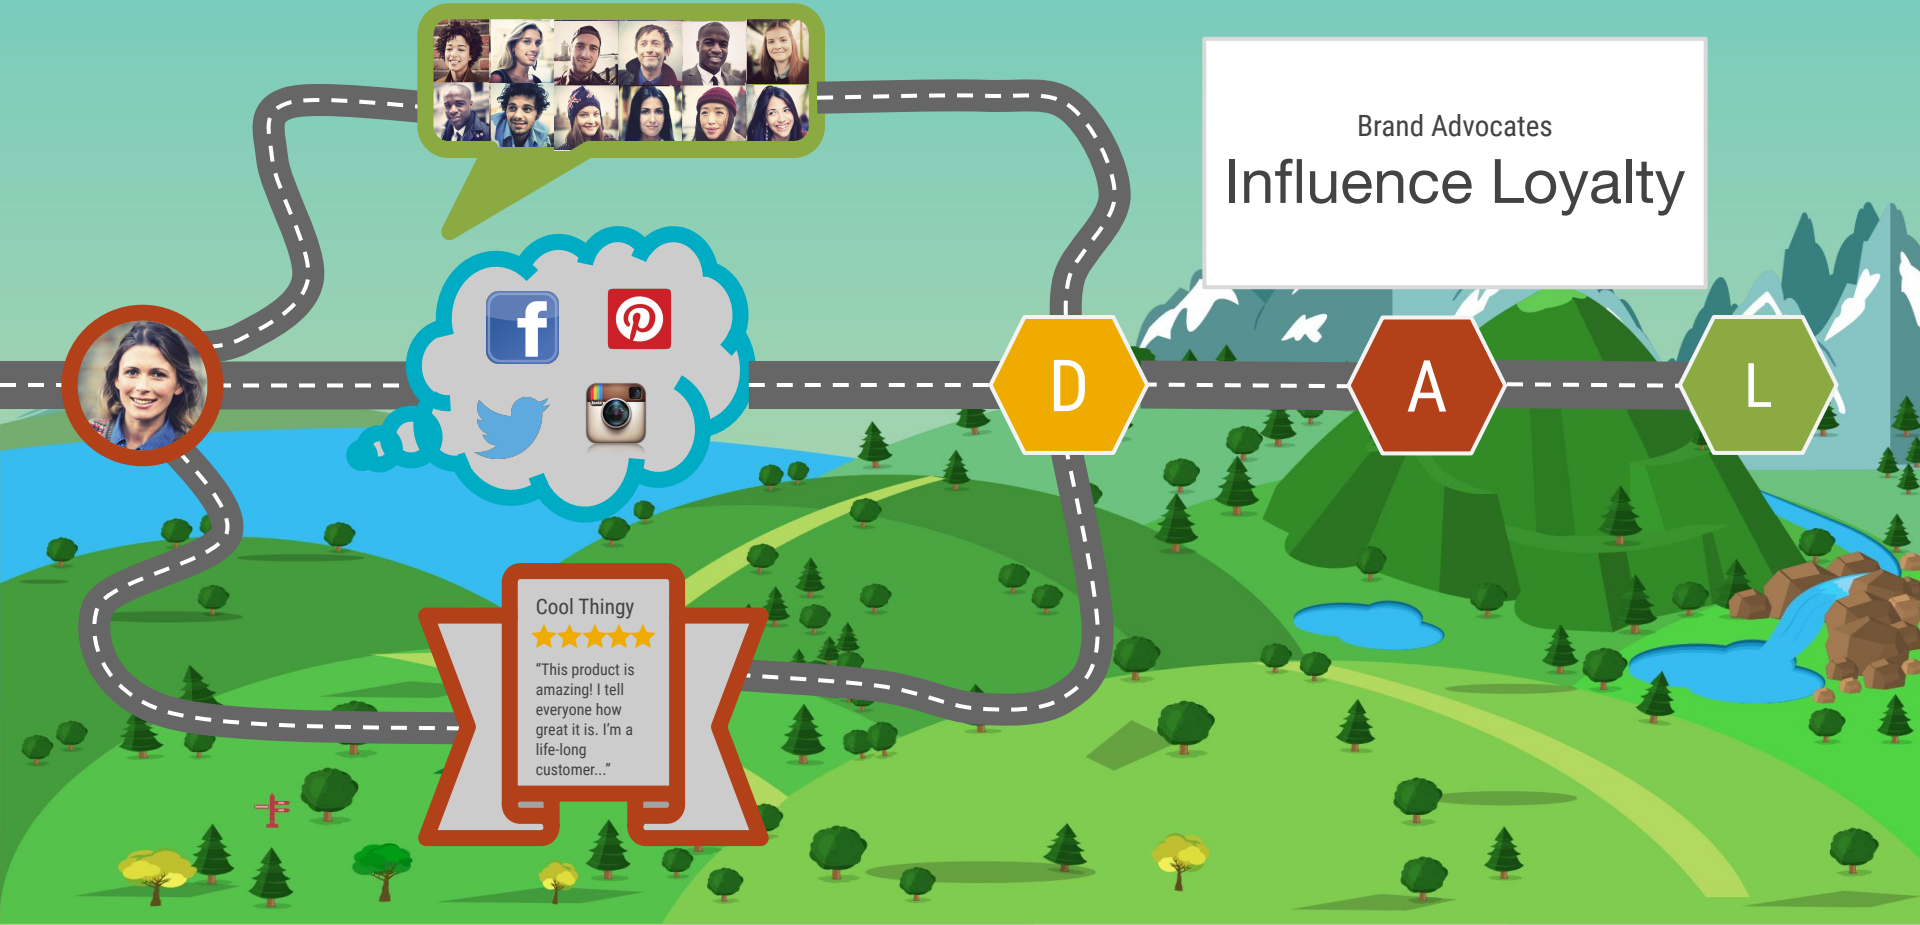 Brand Advocates
Influence Loyalty
f
D
A
L
Cool Thingy
“This product is
amazing! I tell
everyone how
great it is. I’m a
life-long
customer...”